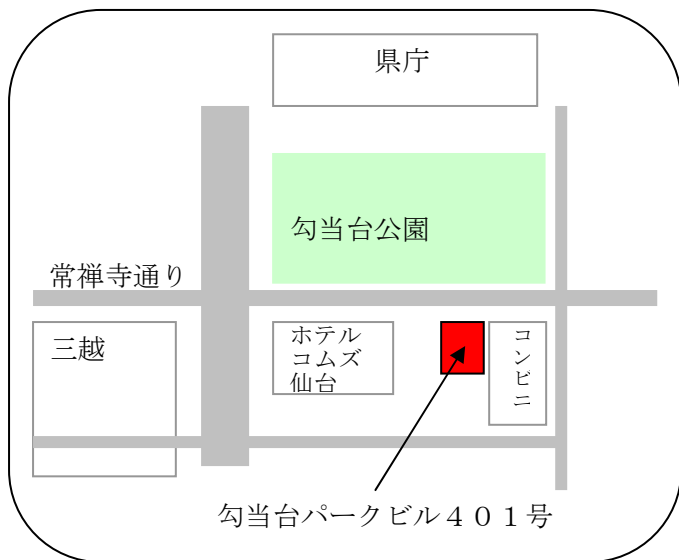 県庁
勾当台公園
常禅寺通り
三越
ホテル
コムズ
仙台
コンビニ
勾当台パークビル４０１号